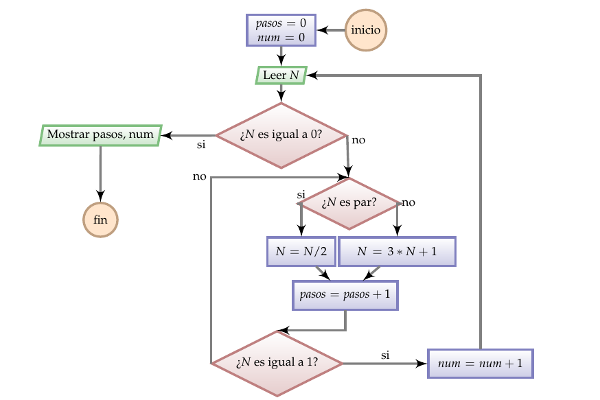 pasos = 0
num = 0
inicio
Leer N
¿N es igual a 0?
si
no
Mostrar pasos, num
fin
no
¿N es par?
si
no
N = N/2
N = 3 * N + 1
pasos = pasos + 1
¿N es igual a 1?
si
num = num + 1